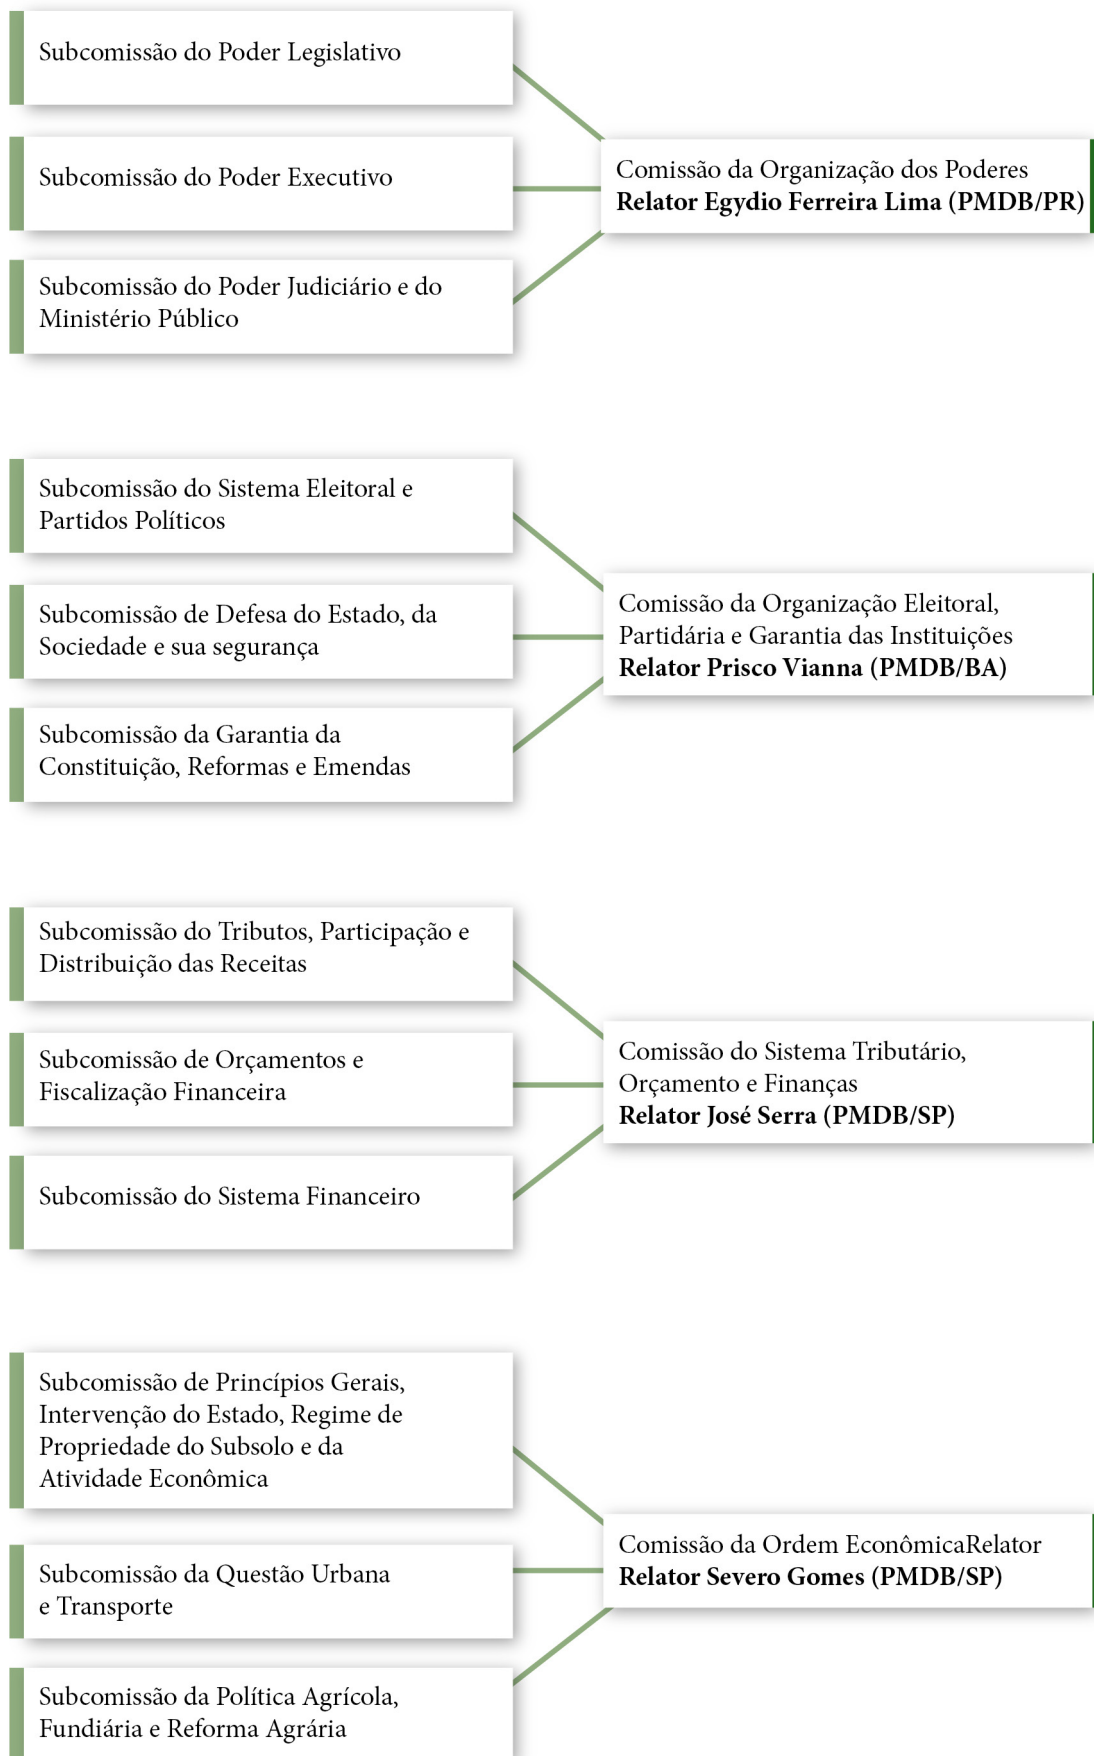 Subcomissão do Poder Legislativo
Subcomissão do Poder Executivo
Subcomissão do Poder Judiciário e do
Ministério Público
Comissão da Organização dos Poderes
Relator Egydio Ferreira Lima (PMDB/PR)
Subcomissão do Sistema Eleitoral e
Partidos Políticos
Subcomissão de Defesa do Estado, da
Sociedade e sua segurança
Subcomissão da Garantia da
Constituição, Reformas e Emendas
Comissão da Organização Eleitoral,
Partidária e Garantia das Instituições
Relator Prisco Vianna (PMDB/BA)
Subcomissão do Tributos, Participação e
Distribuição das Receitas
Subcomissão de Orçamentos e
Fiscalização Financeira
Subcomissão do Sistema Financeiro
Comissão do Sistema Tributário,
Orçamento e Finanças
Relator José Serra (PMDB/SP)
Subcomissão de Princípios Gerais,
Intervenção do Estado, Regime de
Propriedade do Subsolo e da
Atividade Econômica
Subcomissão da Questão Urbana
e Transporte
Subcomissão da Política Agrícola,
Fundiária e Reforma Agrária
Comissão da Ordem EconômicaRelator
Relator Severo Gomes (PMDB/SP)